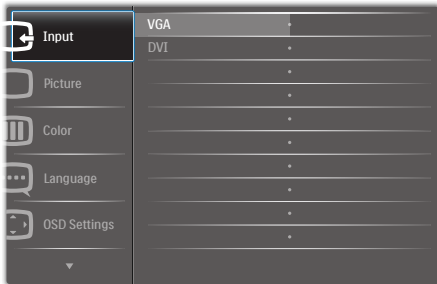 Input
Picture
Color
Language
OSD Settings
VGA
DVI